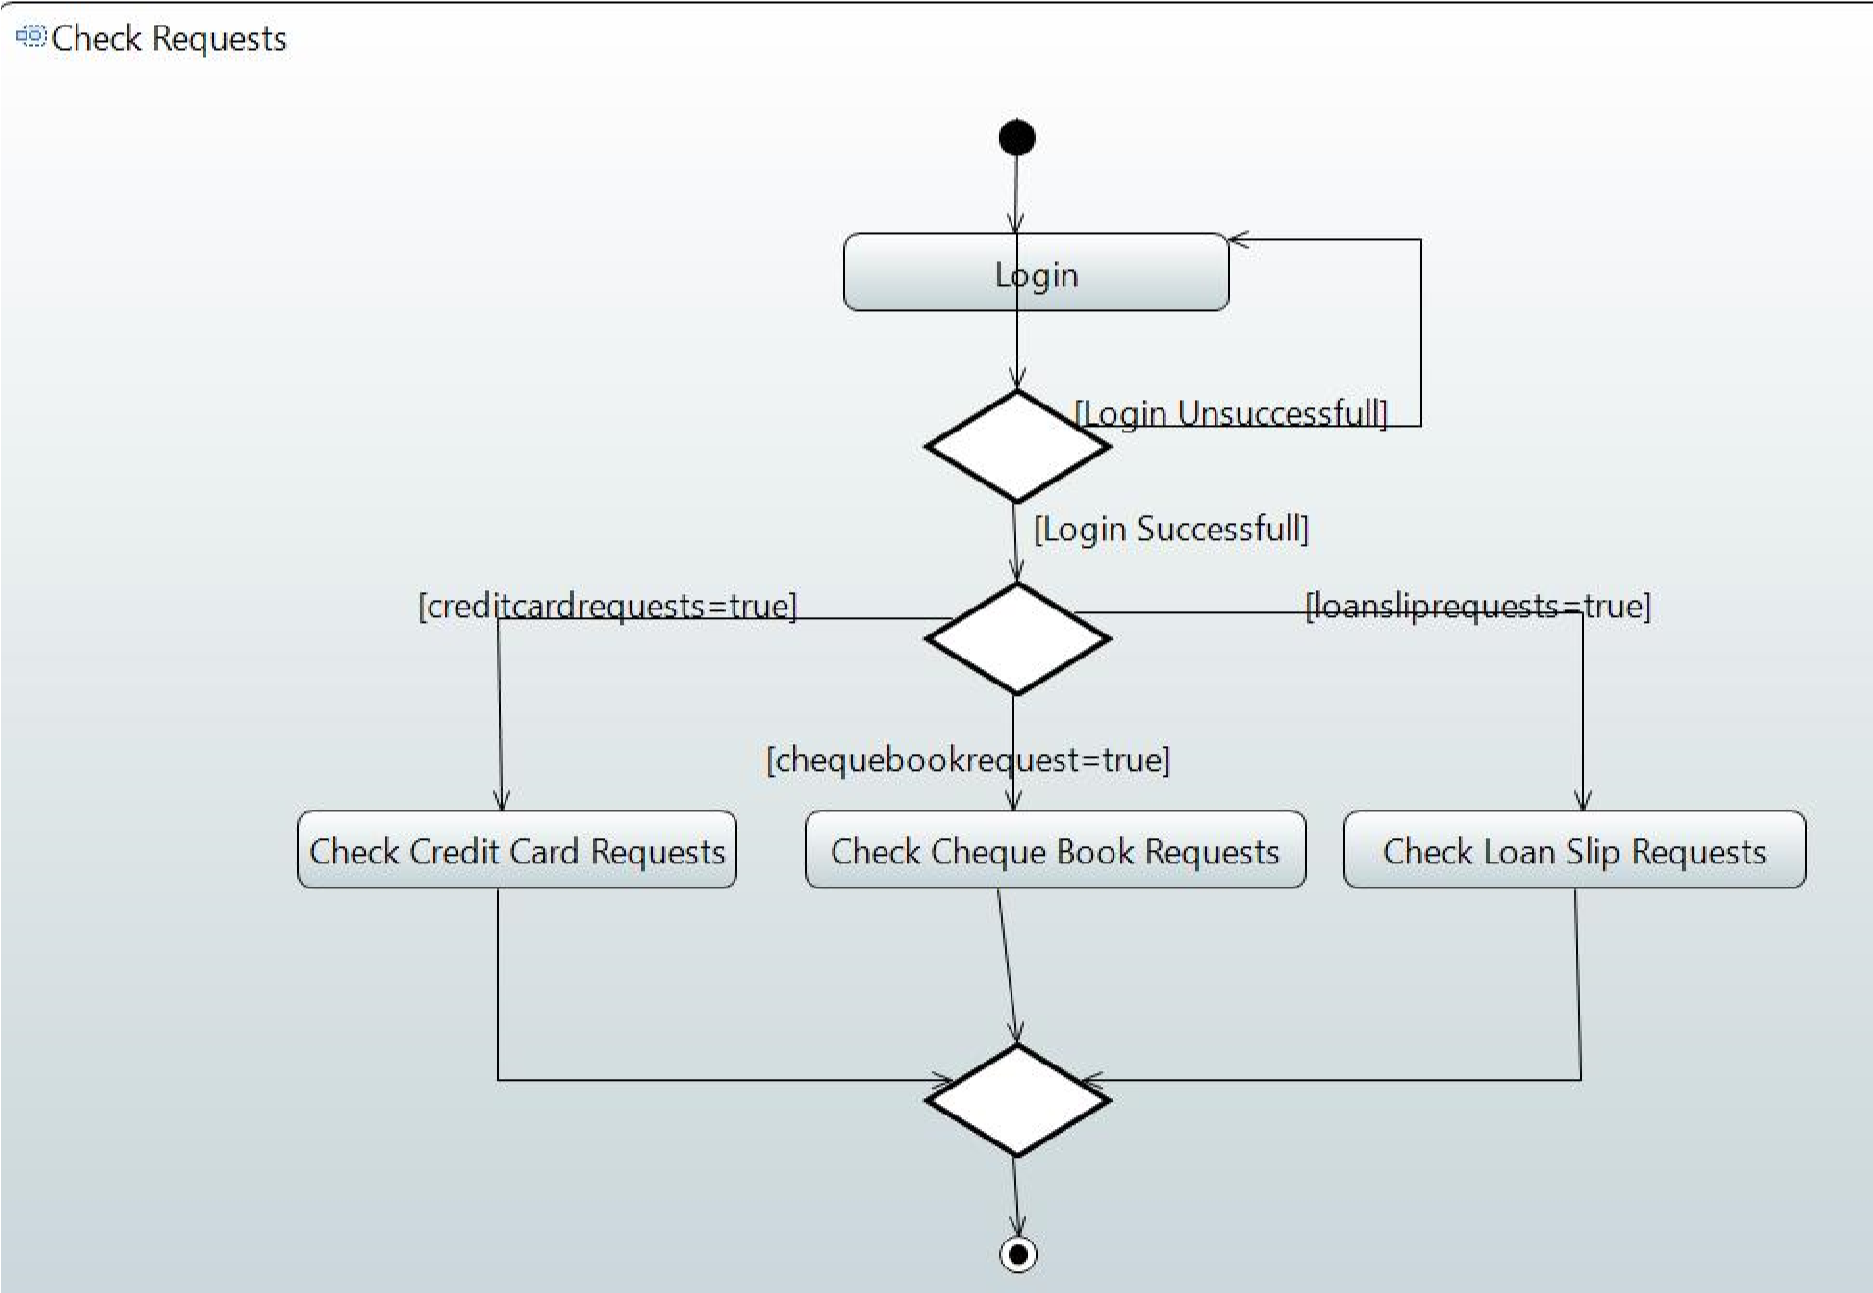 Check Requests
Login
[Login Unsuccessfull]
[Login Successfull]
[creditcardrequests=true]
[loansliprequests=true]
[chequebookrequest=true]
Check Credit Card Requests
Check Cheque Book Requests
Check Loan Slip Requests